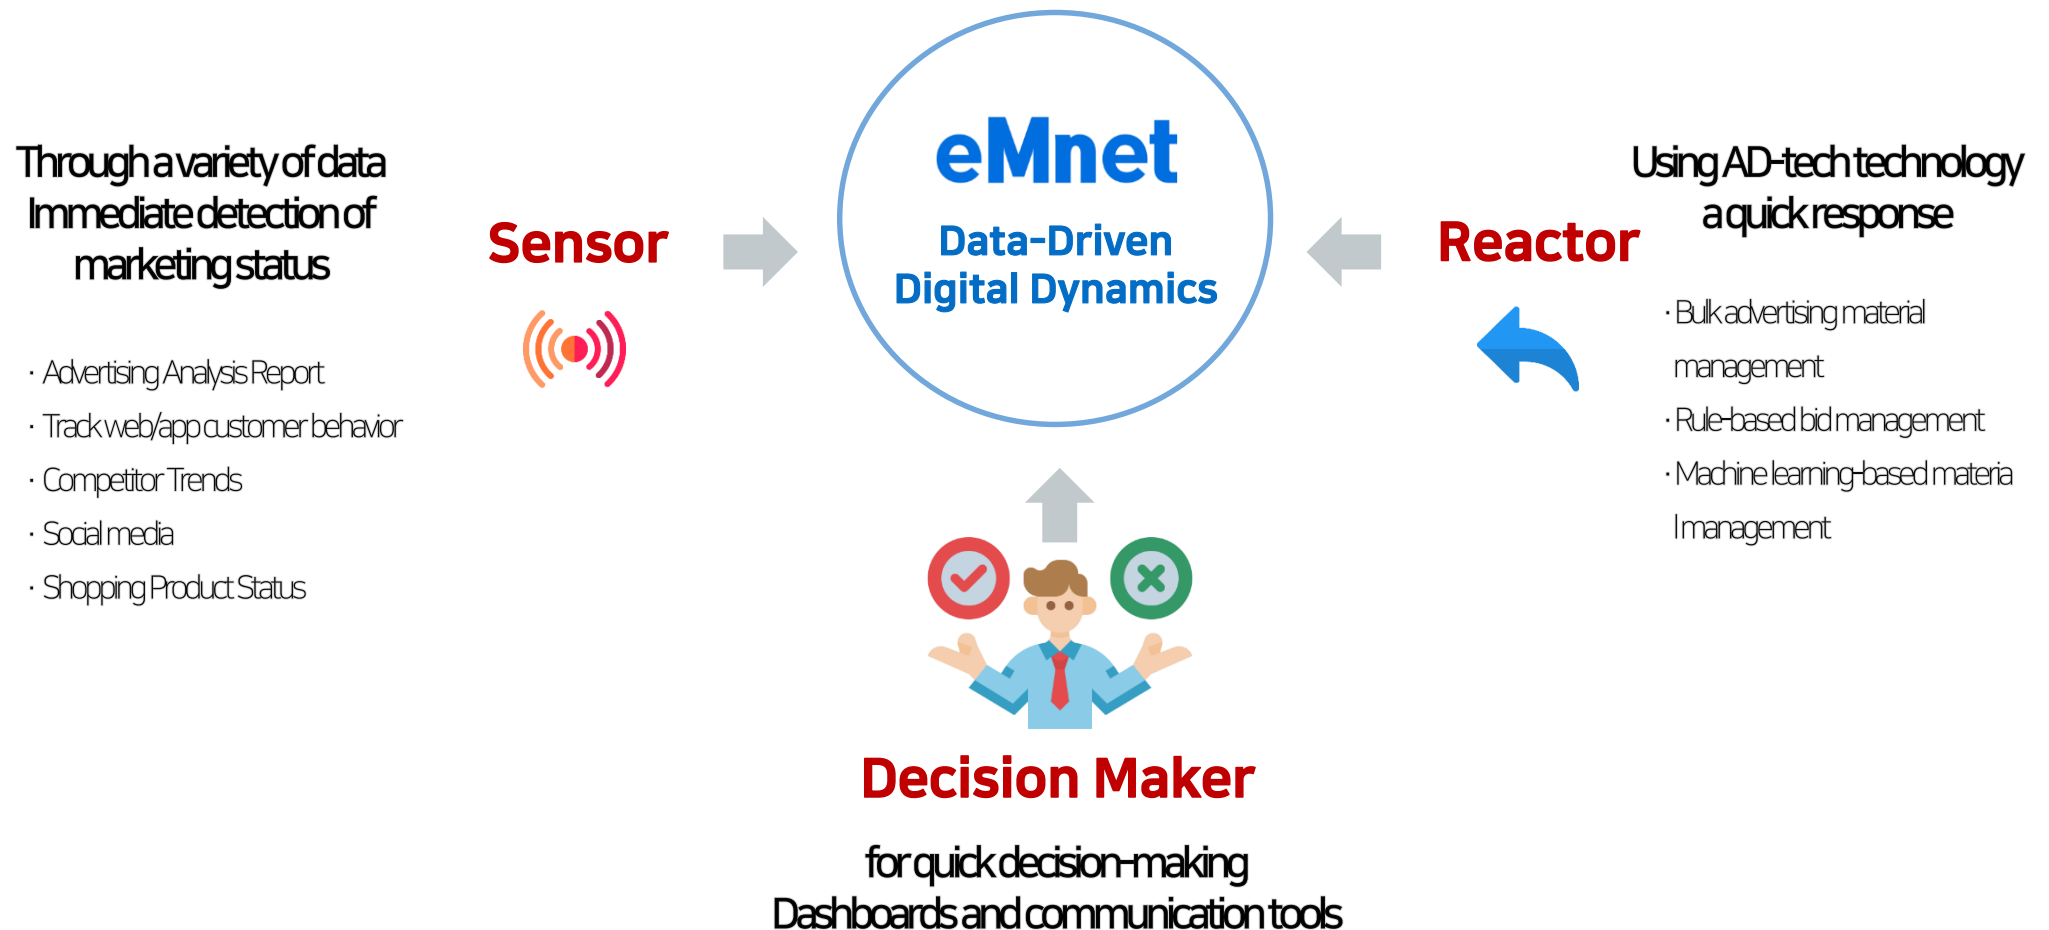 eMnet
Data-Driven
Digital Dynamics
Through a variety of data
Immediate detection of
marketing status
Sensor
· Advertising Analysis Report
· Track web/app customer behavior
· Competitor Trends
· Social media
· Shopping Product Status
Using AD-tech technology
a quick response
Reactor
· Bulk advertising material
management
· Rule-based bid management
· Machine learning-based materia
l management
Decision Maker
for quick decision-making
Dashboards and communication tools